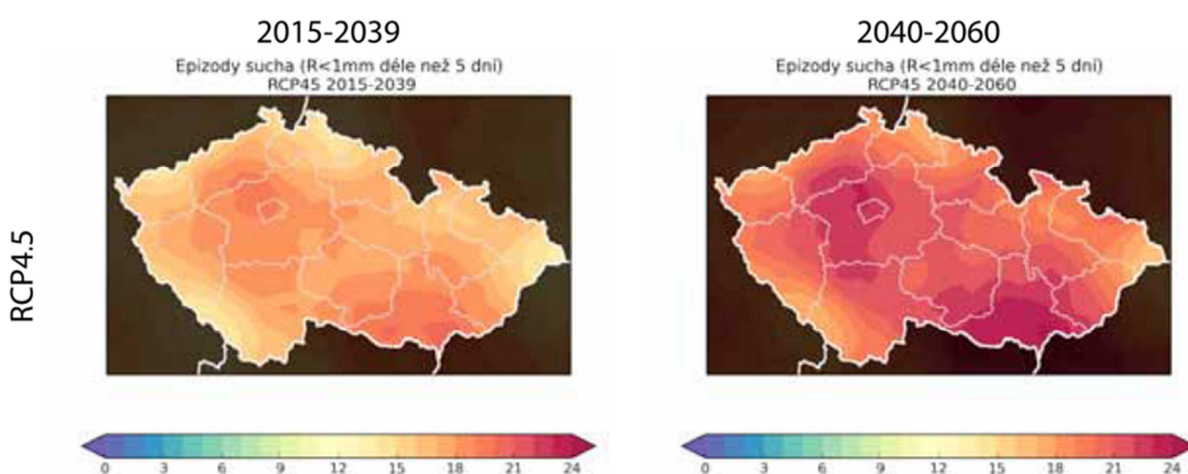 2015-2039
Epizody sucha (R<1mm déle než 5 dní)
RCP45 2015-2039
2040-2060
Epizody sucha (R<1mm déle než 5 dní)
RCP45 2040-2060
RCP4.5
0 3 6 9 12 15 18 21 24
0 3 6 9 12 15 18 21 24